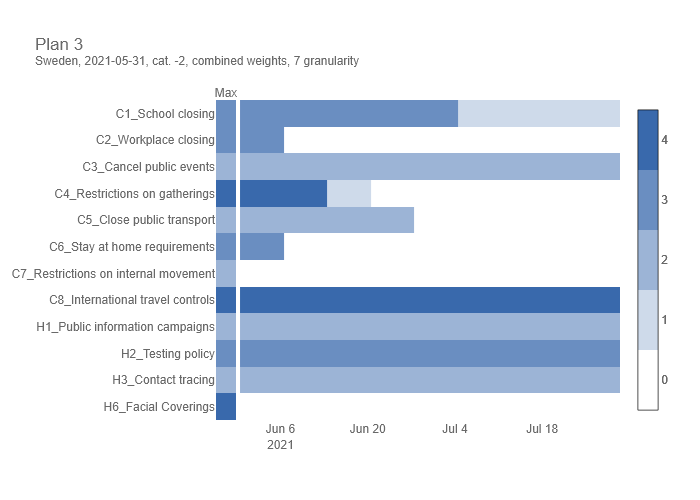 Plan 3
Sweden, 2021-05-31, cat. -2, combined weights, 7 granularity
Max
C1_School closing
C2_Workplace closing
C3_Cancel public events
C4_Restrictions on gatherings
C5_Close public transport
C6_Stay at home requirements
C7_Restrictions on internal movement
C8_International travel controls
H1_Public information campaigns
H2_Testing policy
H3_Contact tracing
H6_Facial Coverings
Jun 6 Jun 20 Jul 4 Jul 18
2021
4
3
2
1
0